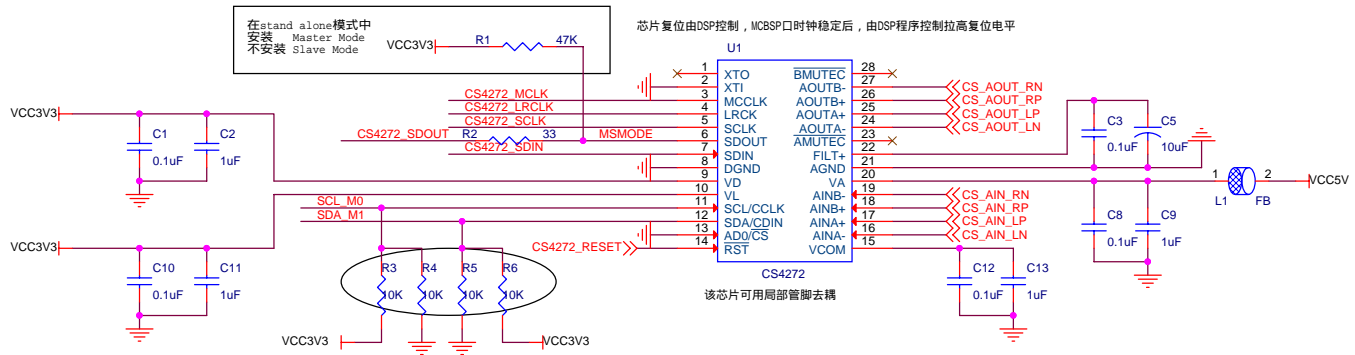 在stand alone模式中
安装 Master Mode
不安装 Slave Mode
VCC3V3
R1
47K
芯片复位由DSP控制，MCBSP口时钟稳定后，由DSP程序控制拉高复位电平
U1
1 XTO
2 XTI
3 MCCLK
4 LRCK
5 SCLK
6 SDOUT
7 SDIN
8 DGND
9 VD
10 VL
11 SCL/CCLK
12 SDA/CDIN
13 AD0/CS
14 RST
BMUTEC 28
AOUTB- 27
AOUTB+ 26
AOUTA+ 25
AOUTA- 24
AMUTEC 23
FILT+ 22
AGND 21
VA 20
AINB- 19
AINB+ 18
AINA+ 17
AINA- 16
VCOM 15
CS4272
该芯片可用局部管脚去耦
CS4272_MCLK
CS4272_LRCK
CS4272_SCLK
CS4272_SDOUT
R2
33
MSMODE
CS4272_SDIN
SCL_M0
SDA_M1
CS4272_RESET
VCC3V3
C1
0.1uF
C2
1uF
VCC3V3
C10
0.1uF
C11
1uF
R3
10K
R4
10K
R5
10K
R6
10K
VCC3V3
VCC3V3
CS_AOUT_RN
CS_AOUT_RP
CS_AOUT_LP
CS_AOUT_LN
C3
0.1uF
C5
10uF
1
L1
2
FB
VCC5V
CS_AIN_RN
CS_AIN_RP
CS_AIN_LP
CS_AIN_LN
C8
0.1uF
C9
1uF
C12
0.1uF
C13
1uF